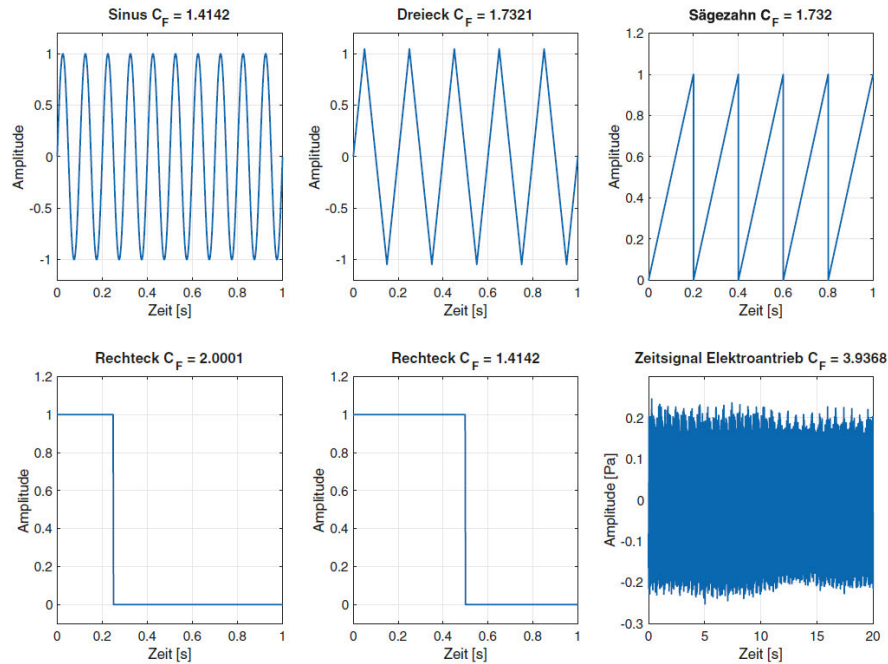 Sinus C_F = 1.4142
Amplitude
1
0.5
0
-0.5
-1
0 0.2 0.4 0.6 0.8 1
Zeit [s]
Dreieck C_F = 1.7321
Amplitude
1
0.5
0
-0.5
-1
0 0.2 0.4 0.6 0.8 1
Zeit [s]
Sägezahn C_F = 1.732
Amplitude
1.2
1
0.8
0.6
0.4
0.2
0
0 0.2 0.4 0.6 0.8 1
Zeit [s]
Rechteck C_F = 2.0001
Amplitude
1.2
1
0.8
0.6
0.4
0.2
0
0 0.2 0.4 0.6 0.8 1
Zeit [s]
Rechteck C_F = 1.4142
Amplitude
1.2
1
0.8
0.6
0.4
0.2
0
0 0.2 0.4 0.6 0.8 1
Zeit [s]
Zeitsignal Elektroantrieb C_F = 3.9368
Amplitude [Pa]
0.2
0.1
0
-0.1
-0.2
-0.3
0 5 10 15 20
Zeit [s]